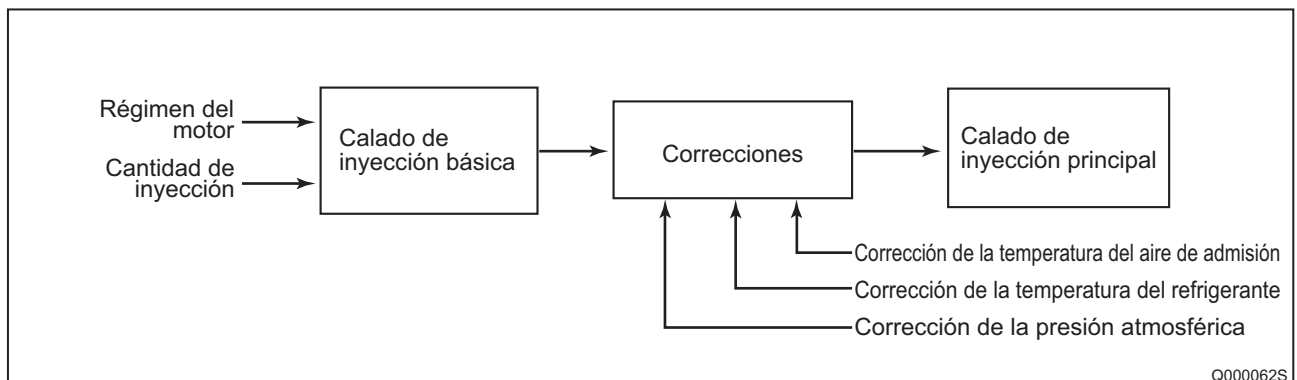 Régimen del
motor
Cantidad de
inyección
Calado de
inyección básica
Correcciones
Calado de
inyección principal
Corrección de la temperatura del aire de admisión
Corrección de la temperatura del refrigerante
Corrección de la presión atmosférica
Q000062S